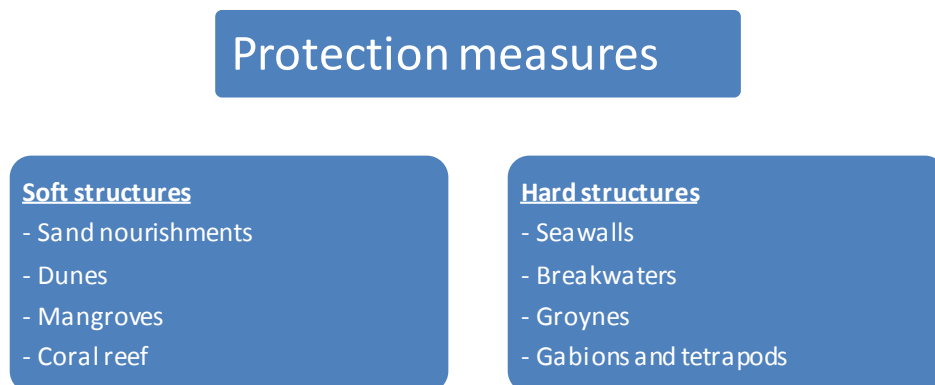 Protection measures
Soft structures
- Sand nourishments
- Dunes
- Mangroves
- Coral reef
Hard structures
- Seawalls
- Breakwaters
- Groynes
- Gabions and tetrapods